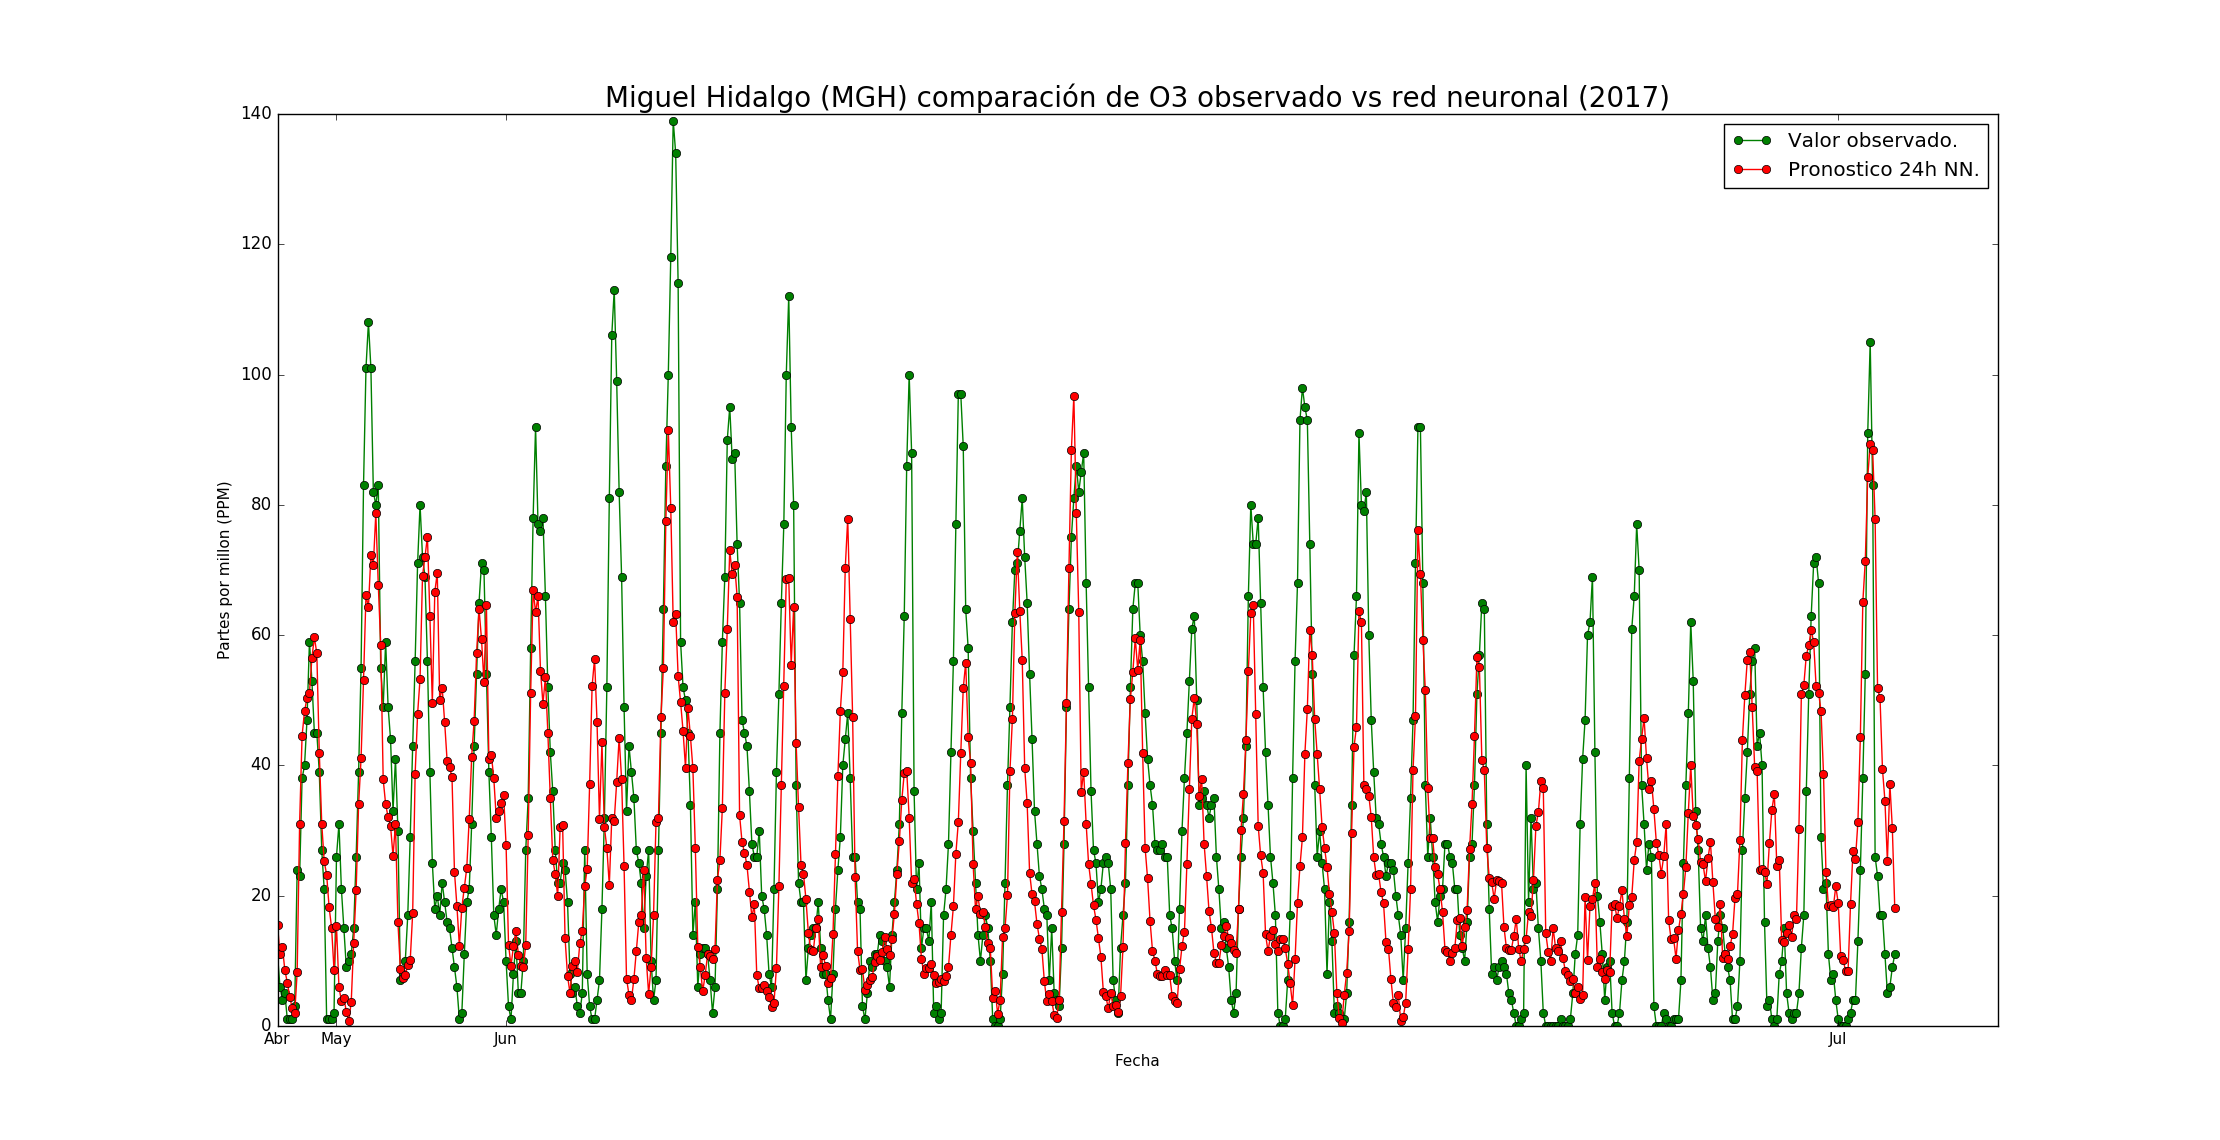 Miguel Hidalgo (MGH) comparación de O3 observado vs red neuronal (2017)
Valor observado.
Pronostico 24h NN.
140
120
100
80
60
40
20
0
Partes por millon (PPM)
Abr May Jun Jul
Fecha